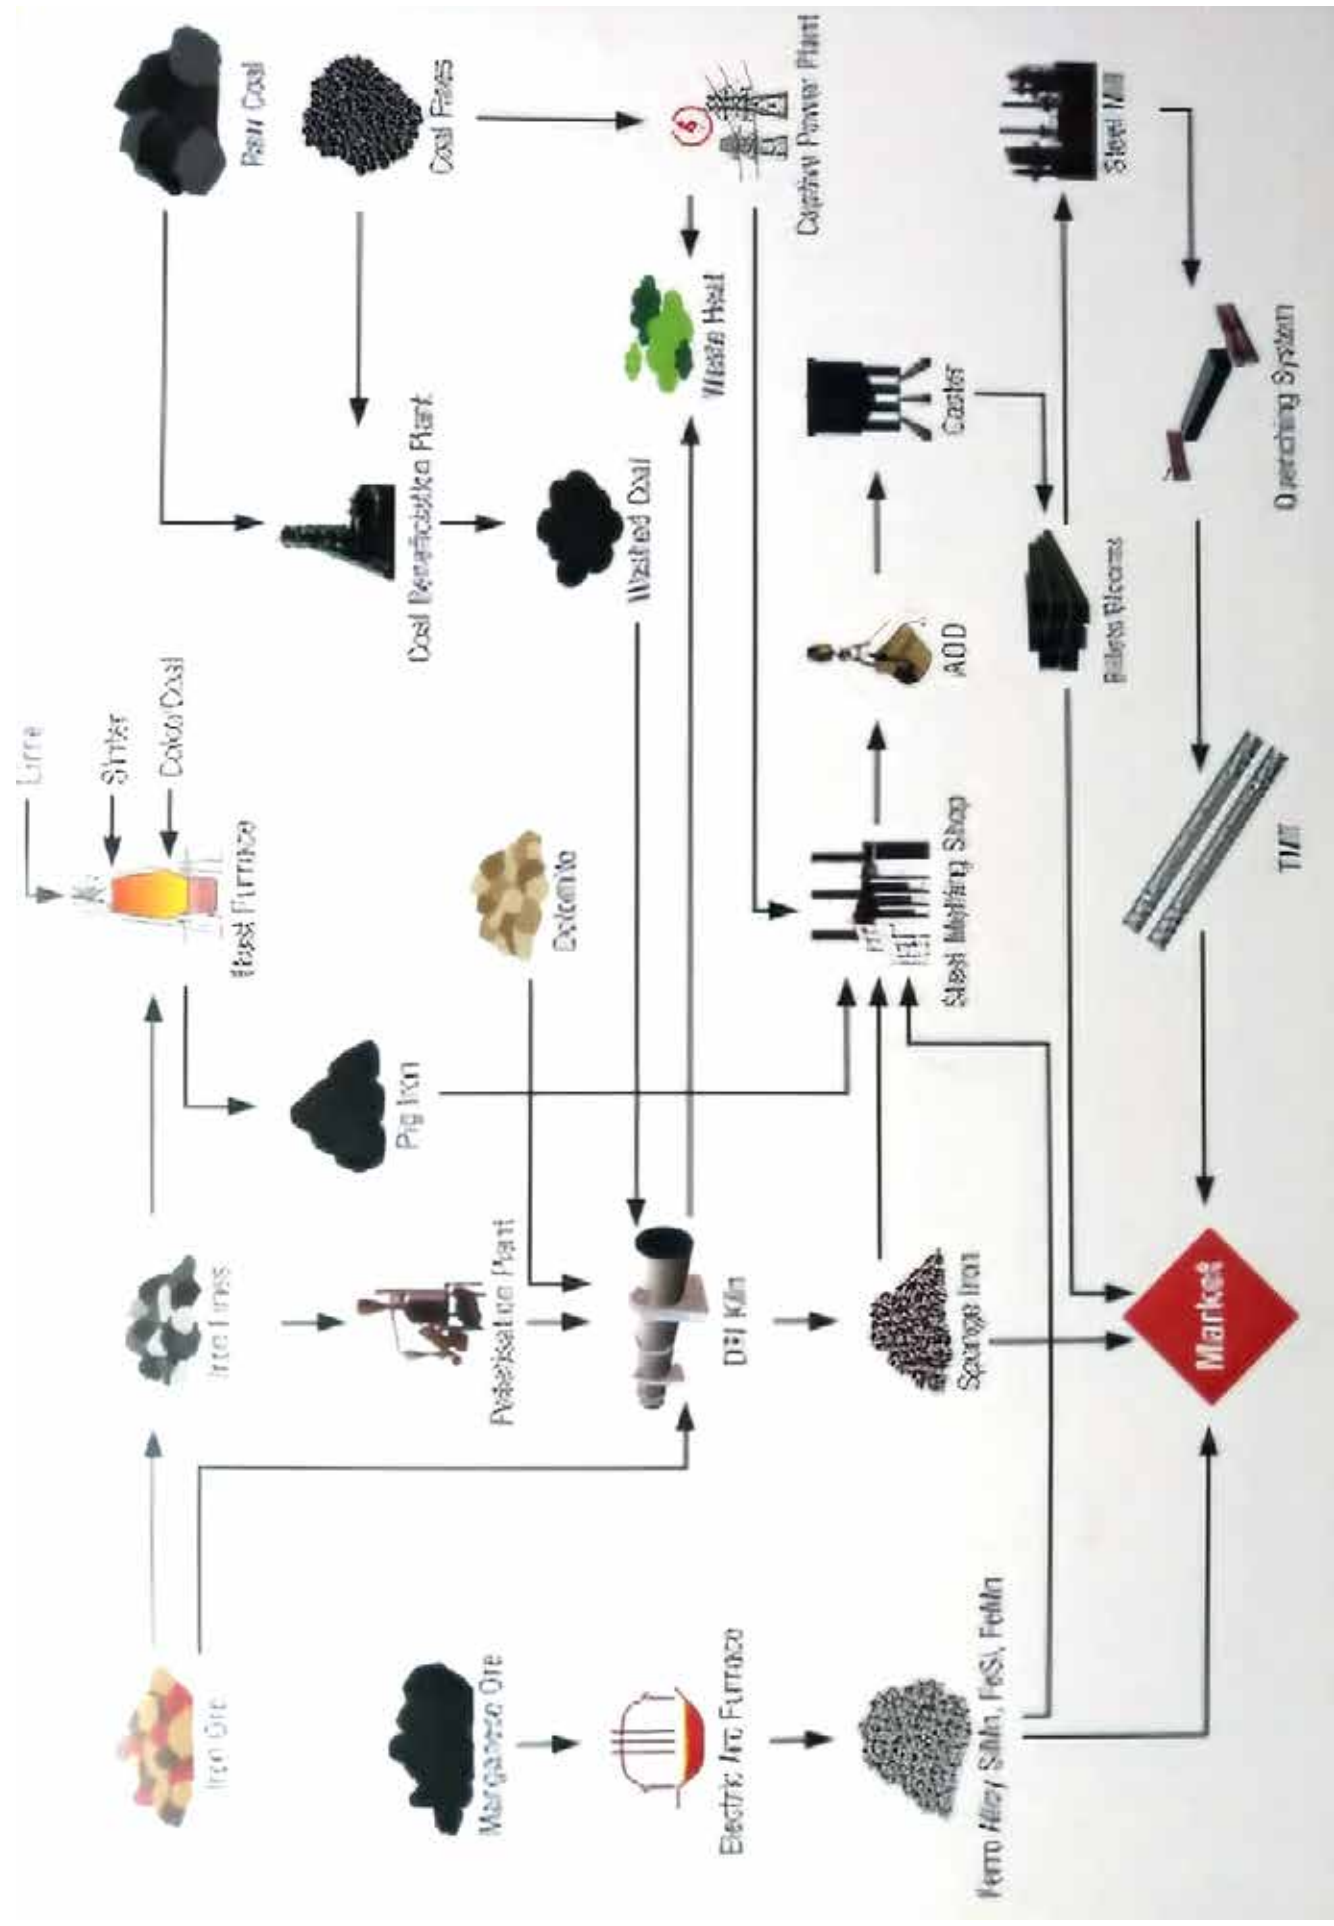 Lime
Sinter
Coke/Coal
Raw Coal
Iron Ore
Iron Fines
Blast Furnace
Coal Fines
Pig Iron
Coal Beneficiation Plant
Manganese Ore
Pelletisation Plant
Dolomite
Washed Coal
Electric Arc Furnace
DRI Kiln
Waste Heat
6
Captive Power Plant
Ferro Alloy SiMn, FeSi, FeMn
Sponge Iron
Steel Melting Shop
AOD
Caster
Billets Blooms
Steel Mill
Market
TMT
Quenching System